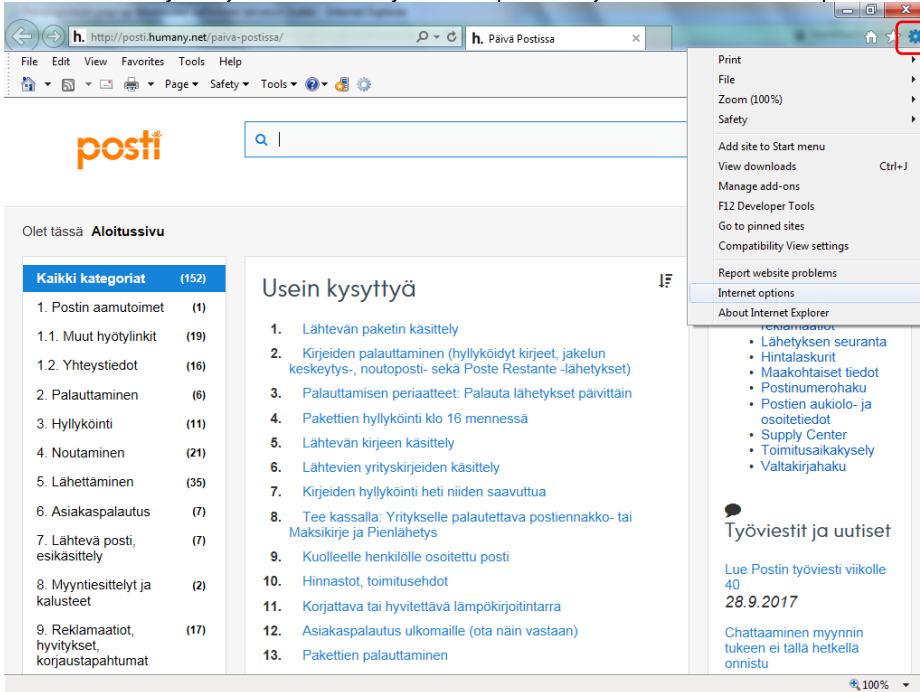 h. http://posti.humany.net/paiva-postissa/
h. Päivä Postissa
File Edit View Favorites Tools Help
Page Safety Tools
Print
File
Zoom (100%)
Safety
Add site to Start menu
View downloads Ctrl+J
Manage add-ons
F12 Developer Tools
Go to pinned sites
Compatibility View settings
Report website problems
Internet options
About Internet Explorer
posti
Olet tässä Aloitussivu
Kaikki kategoriat (152)
1. Postin aamutoimet (1)
1.1. Muut hyötylinkit (19)
1.2. Yhteystiedot (16)
2. Palauttaminen (6)
3. Hyllyköinti (11)
4. Noutaminen (21)
5. Lähettäminen (35)
6. Asiakaspalautus (7)
7. Lähtevä posti, (7)
esikäsittely
8. Myyntiesittelyt ja (2)
kalusteet
9. Reklamaatiot, (17)
hyvitykset,
korjaustapahtumat
Usein kysyttyä
1. Lähtevän paketin käsittely
2. Kirjeiden palauttaminen (hyllyköidyt kirjeet, jakelun
keskeytys-, noutoposti- sekä Poste Restante -lähetykset)
3. Palauttamisen periaatteet: Palauta lähetykset päivittäin
4. Pakettien hyllyköinti klo 16 mennessä
5. Lähtevän kirjeen käsittely
6. Lähtevien yrityskirjeiden käsittely
7. Kirjeiden hyllyköinti heti niiden saavuttua
8. Tee kassalla: Yritykselle palautettava postiennakko- tai
Maksikirje ja Pienlähetys
9. Kuolleelle henkilölle osoitettu posti
10. Hinnastot, toimitusehdot
11. Korjattava tai hyvitettävä lämpökirjoitintarra
12. Asiakaspalautus ulkomaille (ota näin vastaan)
13. Pakettien palauttaminen
reklamaatiot
• Lähetyksen seuranta
• Hintalaskurit
• Maakohtaiset tiedot
• Postinumerohaku
• Postien aukiolo- ja
osoitetiedot
• Supply Center
• Toimitusaikakysely
• Valtakirjahaku
Työviestit ja uutiset
Lue Postin työviesti viikolle
40
28.9.2017
Chattaaminen myynnin
tukeen ei tällä hetkellä
onnistu
100%